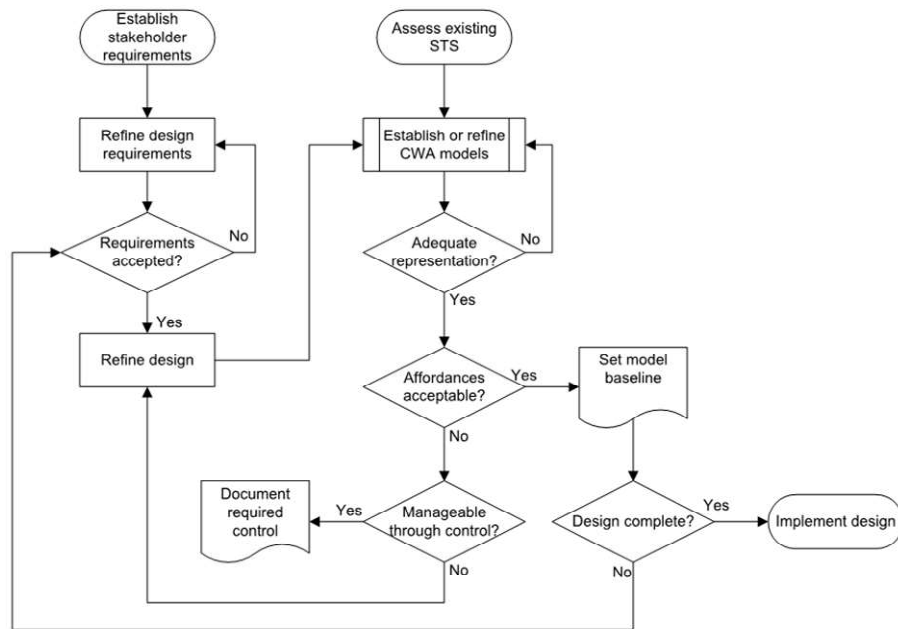 Establish
stakeholder
requirements
Assess existing
STS
Refine design
requirements
Establish or refine
CWA models
Requirements
accepted?
No
Adequate
representation?
No
Yes
Yes
Refine design
Affordances
acceptable?
Yes
Set model
baseline
No
Document
required
control
Yes
Manageable
through control?
Design complete?
Yes
Implement design
No
No